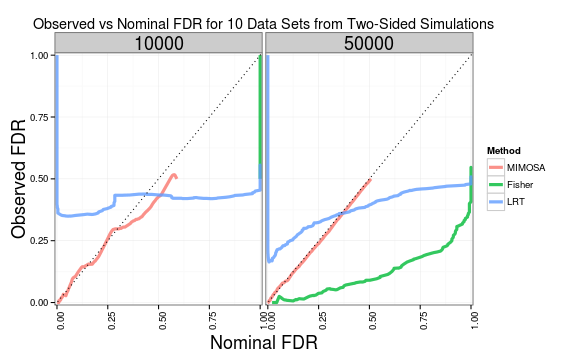 Observed vs Nominal FDR for 10 Data Sets from Two-Sided Simulations
10000 50000
1.00
0.75
0.50
0.25
0.00
Observed FDR
0.00 0.25 0.50 0.75 1.00 0.00 0.25 0.50 0.75 1.00
Nominal FDR
Method
MIMOSA
Fisher
LRT